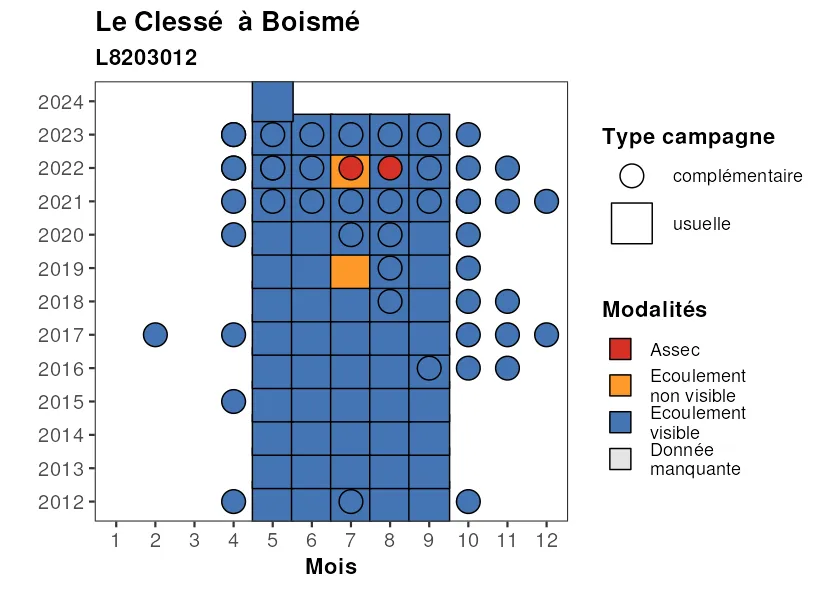 Le Clessé  à Boismé
L8203012
2024
2023
2022
2021
2020
2019
2018
2017
2016
2015
2014
2013
2012
1 2 3 4 5 6 7 8 9 10 11 12
Mois
Type campagne
complémentaire
usuelle
Modalités
Assec
Ecoulement
non visible
Ecoulement
visible
Donnée
manquante